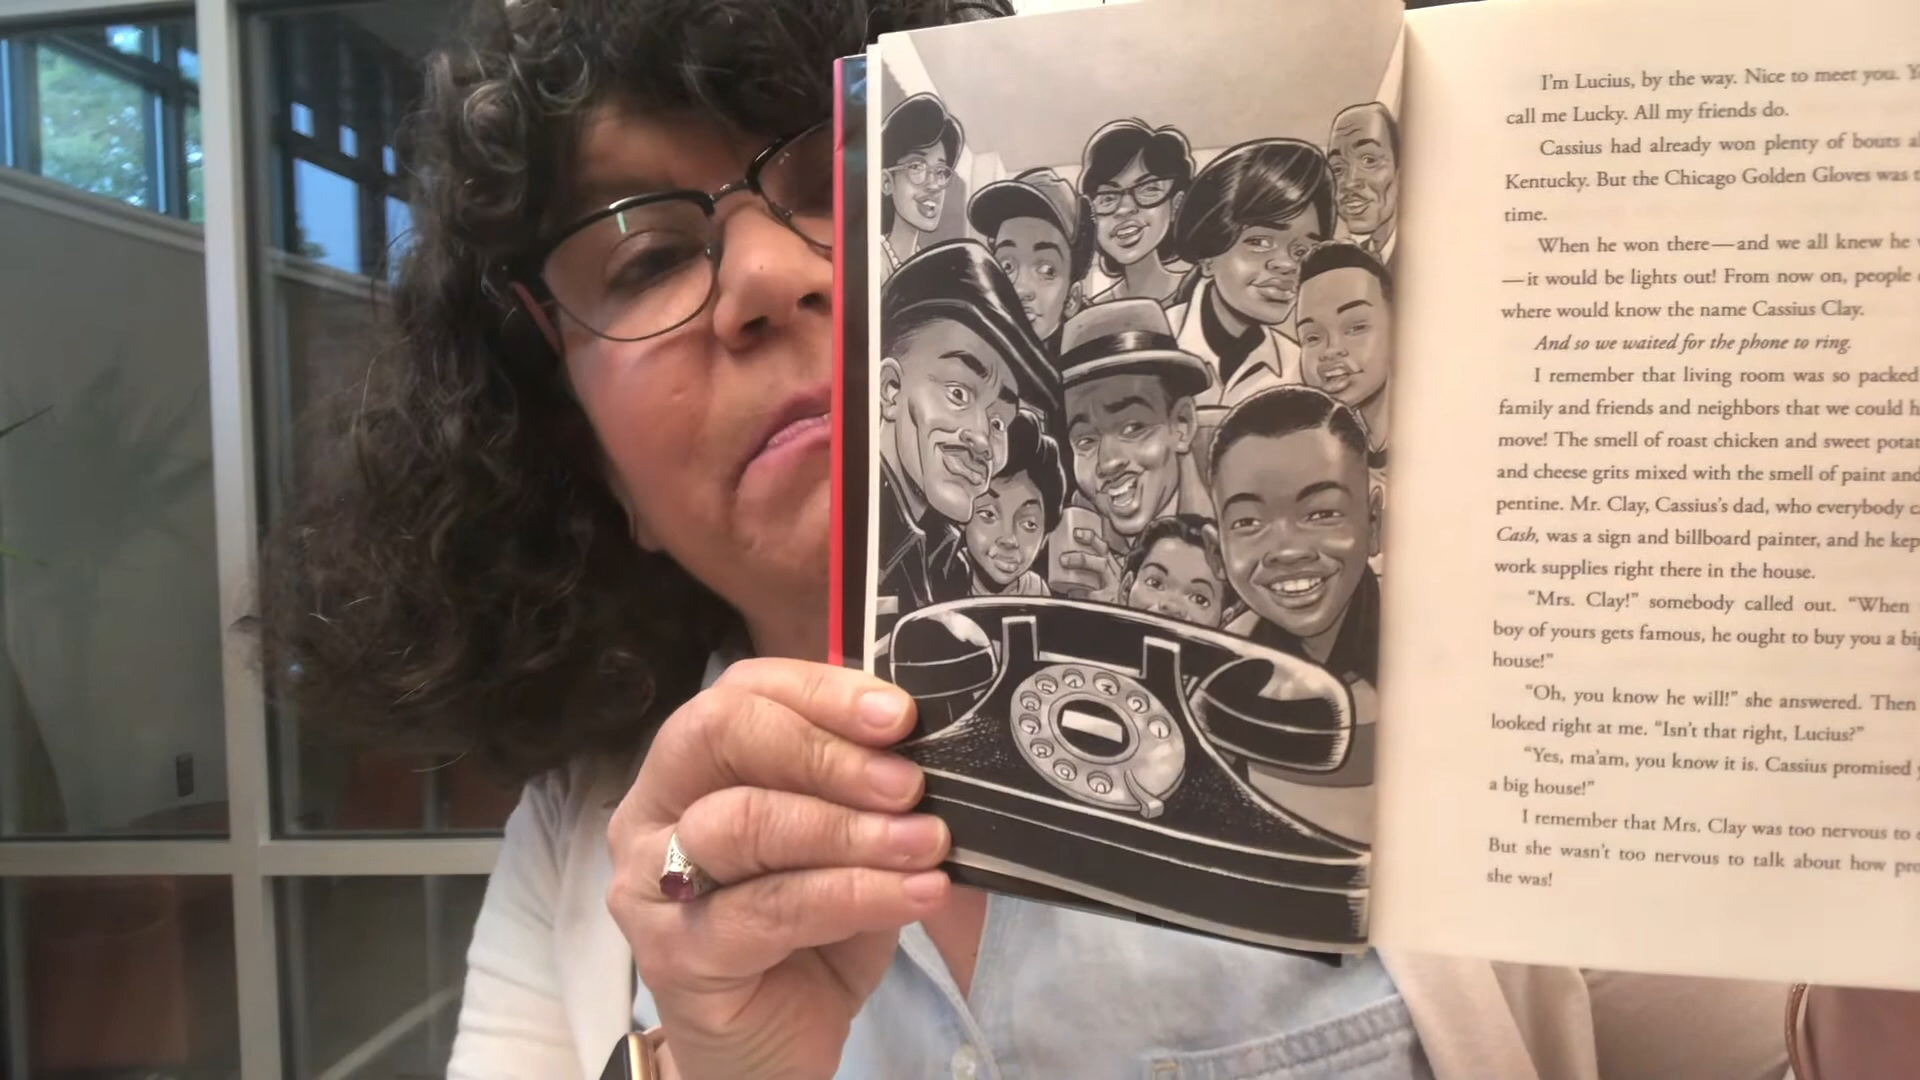 I'm Lucius, by the way. Nice to meet you.
call me Lucky. All my friends do.
Cassius had already won plenty of bouts
Kentucky. But the Chicago Golden Gloves was
time.
When he won there—and we all knew he
—it would be lights out! From now on, people
where would know the name Cassius Clay.
And so we waited for the phone to ring.
I remember that living room was so packed
family and friends and neighbors that we could
move! The smell of roast chicken and sweet
and cheese grits mixed with the smell of paint and
pentine. Mr. Clay, Cassius's dad, who everybody
Cash, was a sign and billboard painter, and he
work supplies right there in the house.
"Mrs. Clay!" somebody called out. "When
boy of yours gets famous, he ought to buy you a
house!"
"Oh, you know he will!" she answered. Then
looked right at me. "Isn't that right, Lucius?"
"Yes, ma'am, you know it is. Cassius promised
a big house!"
I remember that Mrs. Clay was too nervous to
But she wasn't too nervous to talk about how
she was!